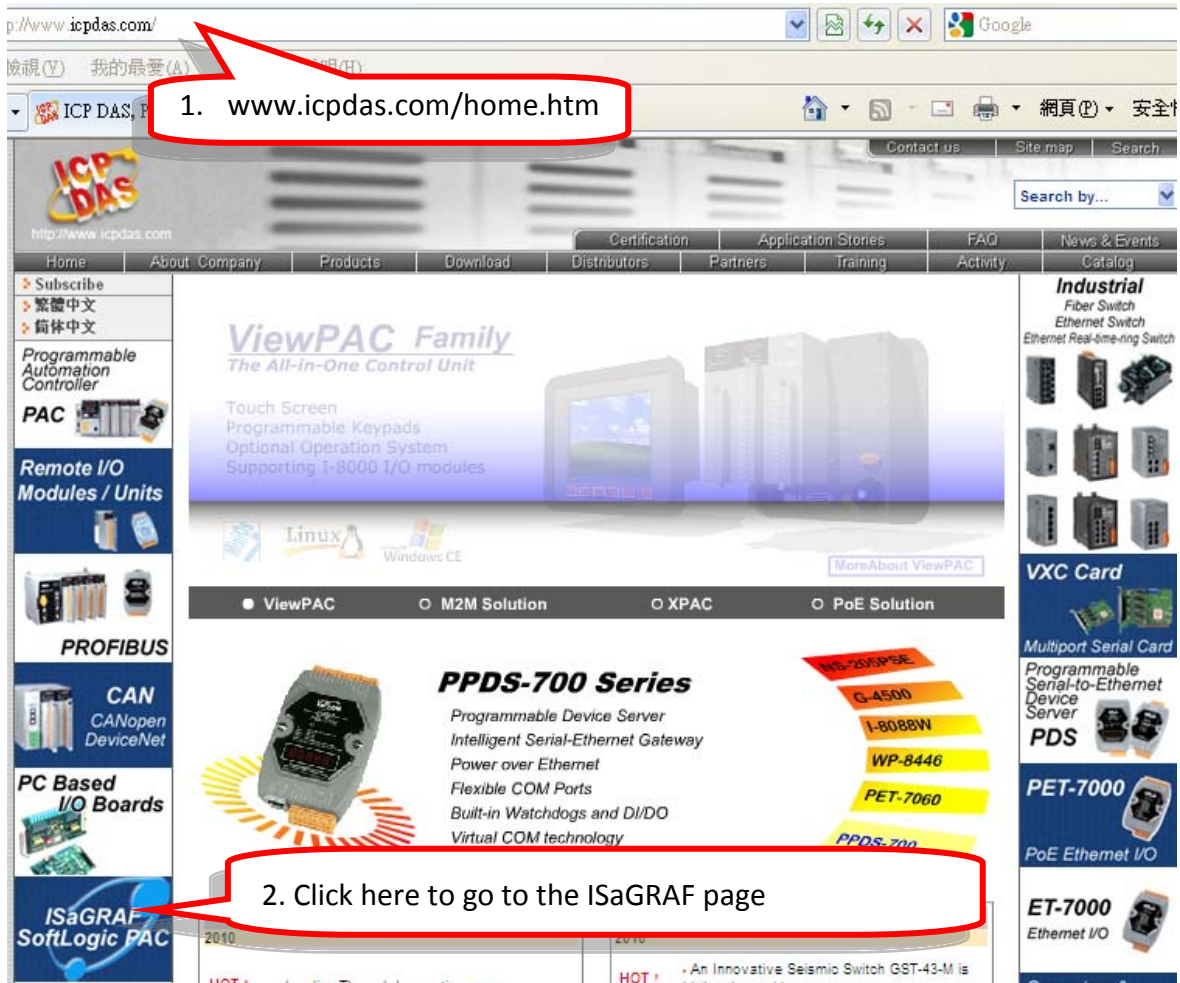 p://www.icpdas.com/
Google
檢視(V) 我的最愛(A) 說明(H)
1. www.icpdas.com/home.htm
ICP DAS, P
網頁(P)
ICP DAS
http://www.icpdas.com
Contact us
Site map
Search
Search by...
Certification
Application Stories
FAQ
News & Events
Home
About Company
Products
Download
Distributors
Partners
Training
Activity
Catalog
Subscribe
繁體中文
简体中文
Programmable
Automation
Controller
PAC
Remote I/O
Modules / Units
PROFIBUS
CAN
CANopen
DeviceNet
PC Based
I/O Boards
ISaGRAF
SoftLogic PAC
ViewPAC Family
The All-in-One Control Unit
Touch Screen
Programmable Keypads
Optional Operation System
Supporting I-8000 I/O modules
Linux
Windows CE
MoreAbout ViewPAC
ViewPAC
M2M Solution
XPAC
PoE Solution
PPDS-700 Series
Programmable Device Server
Intelligent Serial-Ethernet Gateway
Power over Ethernet
Flexible COM Ports
Built-in Watchdogs and DI/DO
Virtual COM technology
NS-205PSE
G-4500
I-8088W
WP-8446
PET-7060
PPDS-700
2. Click here to go to the ISaGRAF page
2010
2010
HOT !
An Innovative Seismic Switch GST-43-M is
Industrial
Fiber Switch
Ethernet Switch
Ethernet Real-time-ring Switch
VXC Card
Multiport Serial Card
Programmable
Serial-to-Ethernet
Device
Server
PDS
PET-7000
PoE Ethernet I/O
ET-7000
Ethernet I/O